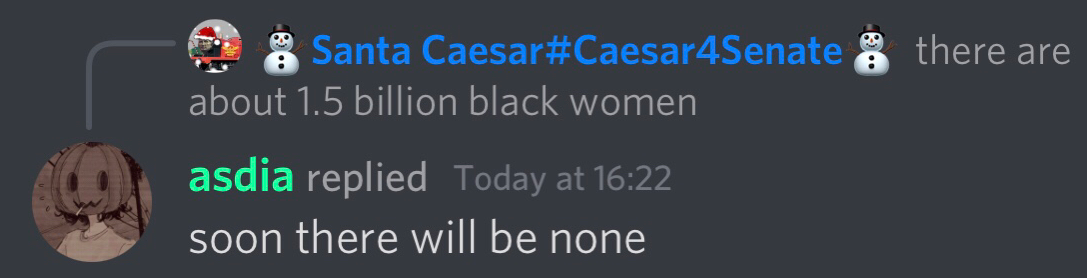 ⛄Santa Caesar#Caesar4Senate⛄ there are
about 1.5 billion black women
asdia replied Today at 16:22
soon there will be none